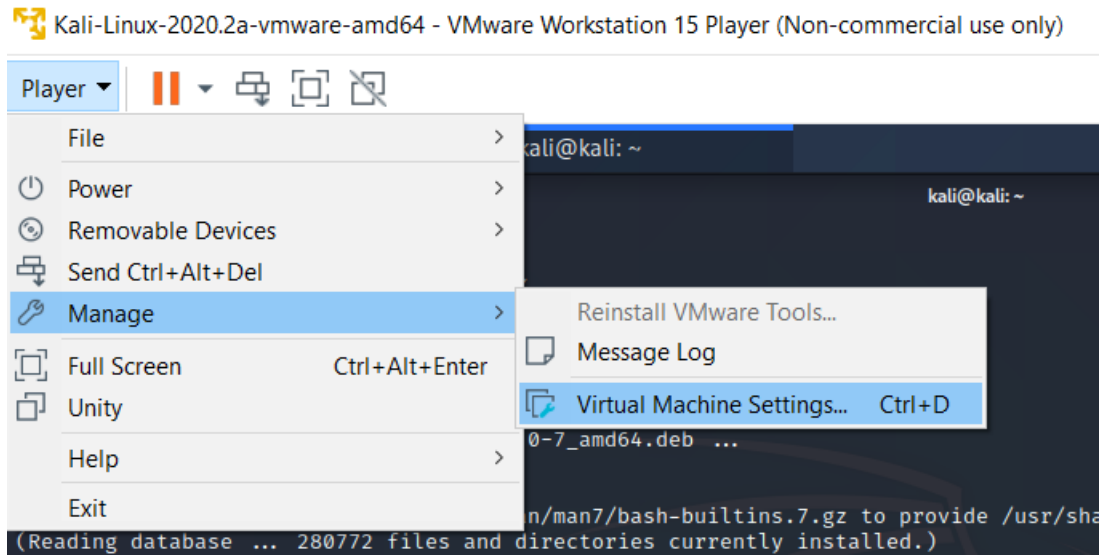 Kali-Linux-2020.2a-vmware-amd64 - VMware Workstation 15 Player (Non-commercial use only)
Player
File
kali@kali: ~
Power
kali@kali: ~
Removable Devices
Send Ctrl+Alt+Del
Manage
Reinstall VMware Tools...
Message Log
Full Screen Ctrl+Alt+Enter
Virtual Machine Settings... Ctrl+D
Unity
0-7_amd64.deb ...
Help
Exit
n/man7/bash-builtins.7.gz to provide /usr/sha
(Reading database ... 280772 files and directories currently installed.)